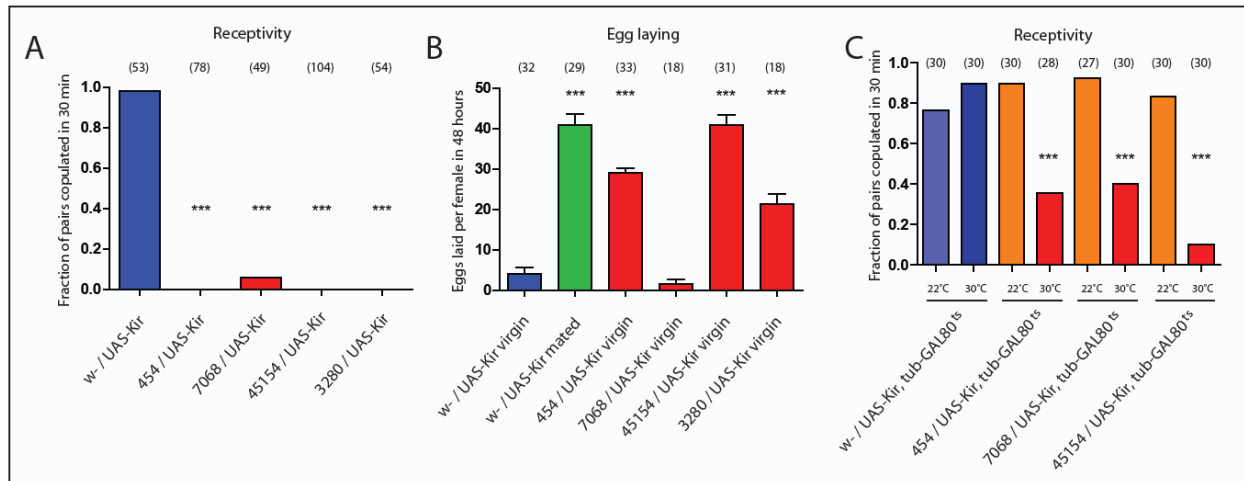 A
Receptivity
(53) (78) (49) (104) (54)
Fraction of pairs copulated in 30 min
1.0
0.8
0.6
0.4
0.2
0.0
*** *** *** ***
w- / UAS-Kir
454 / UAS-Kir
7068 / UAS-Kir
45154 / UAS-Kir
3280 / UAS-Kir
B
Egg laying
(32 (29) (33) (18) (31) (18)
Eggs laid per female in 48 hours
50
40
30
20
10
0
*** *** *** ***
w- / UAS-Kir virgin
w- / UAS-Kir mated
454 / UAS-Kir virgin
7068 / UAS-Kir virgin
45154 / UAS-Kir virgin
3280 / UAS-Kir virgin
C
Receptivity
(30) (30) (30) (28) (27) (30) (30) (30)
Fraction of pairs copulated in 30 min
1.0
0.8
0.6
0.4
0.2
0.0
*** *** ***
22°C 30°C 22°C 30°C 22°C 30°C 22°C 30°C
w- / UAS-Kir, tub-GAL80 ts
454 / UAS-Kir, tub-GAL80 ts
7068 / UAS-Kir, tub-GAL80 ts
45154 / UAS-Kir, tub-GAL80 ts